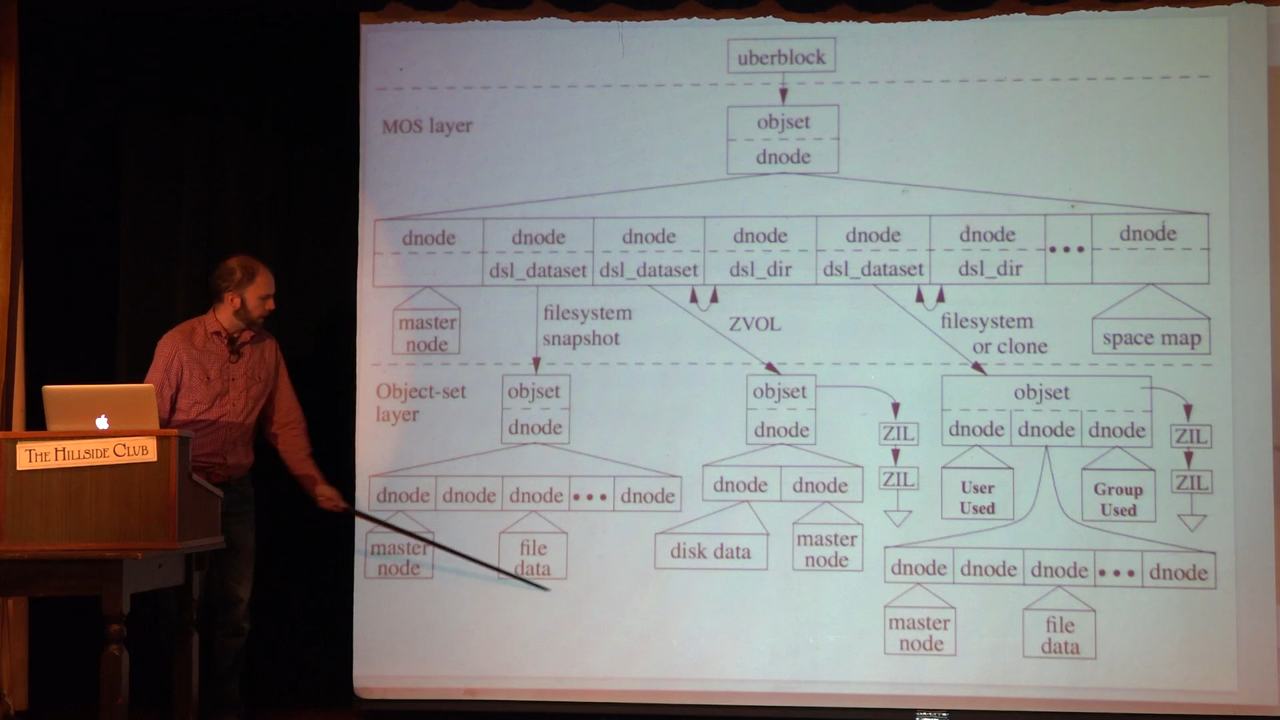 uberblock
MOS layer
objset
dnode
dnode dnode dnode dnode dnode dnode ••• dnode
dsl_dataset dsl_dataset dsl_dir dsl_dataset dsl_dir
master
node
filesystem
snapshot
ZVOL
filesystem
or clone
space map
Object-set
layer
objset
dnode
objset
dnode
ZIL
ZIL
objset
dnode dnode dnode
ZIL
ZIL
User
Used
Group
Used
dnode dnode dnode ••• dnode
master
node
file
data
dnode dnode
disk data
master
node
dnode dnode dnode ••• dnode
master
node
file
data
THE HILLSIDE CLUB